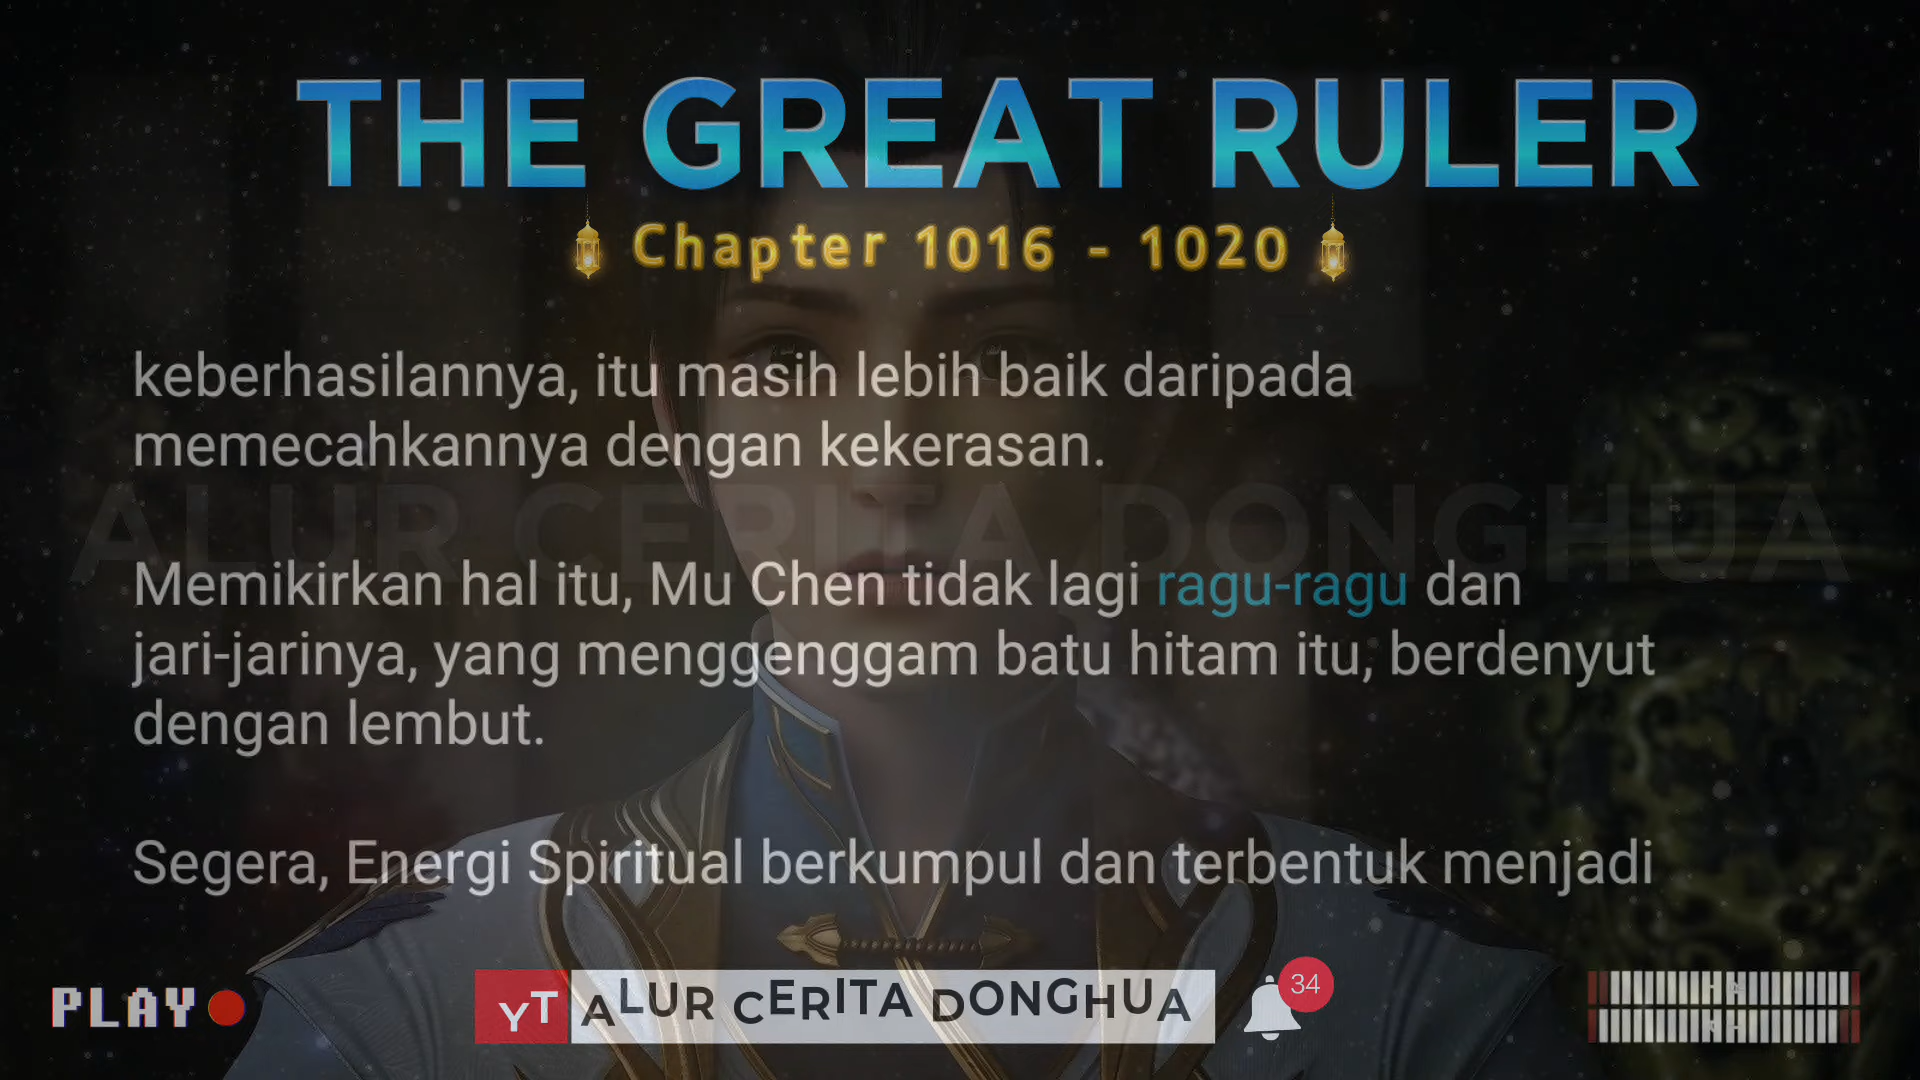 THE GREAT RULER
Chapter 1016 - 1020
keberhasilannya, itu masih lebih baik daripada
memecahkannya dengan kekerasan.
ALUR CERITA DONGHUA
Memikirkan hal itu, Mu Chen tidak lagi ragu-ragu dan
jari-jarinya, yang menggenggam batu hitam itu, berdenyut
dengan lembut.
Segera, Energi Spiritual berkumpul dan terbentuk menjadi
PLAY
YT ALUR CERITA DONGHUA
34